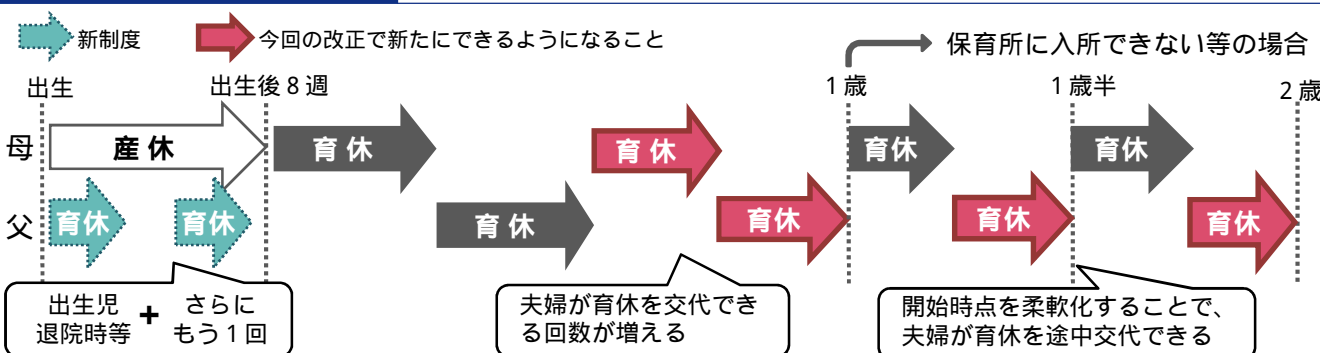 新制度
今回の改正で新たにできるようになること
保育所に入所できない等の場合
出生
出生後8週
1歳
1歳半
2歳
母
産休
育休
育休
育休
育休
父
育休
育休
育休
育休
育休
育休
出生児
退院時等
+
さらに
もう1回
夫婦が育休を交代でき
る回数が増える
開始時点を柔軟化することで、
夫婦が育休を途中交代できる